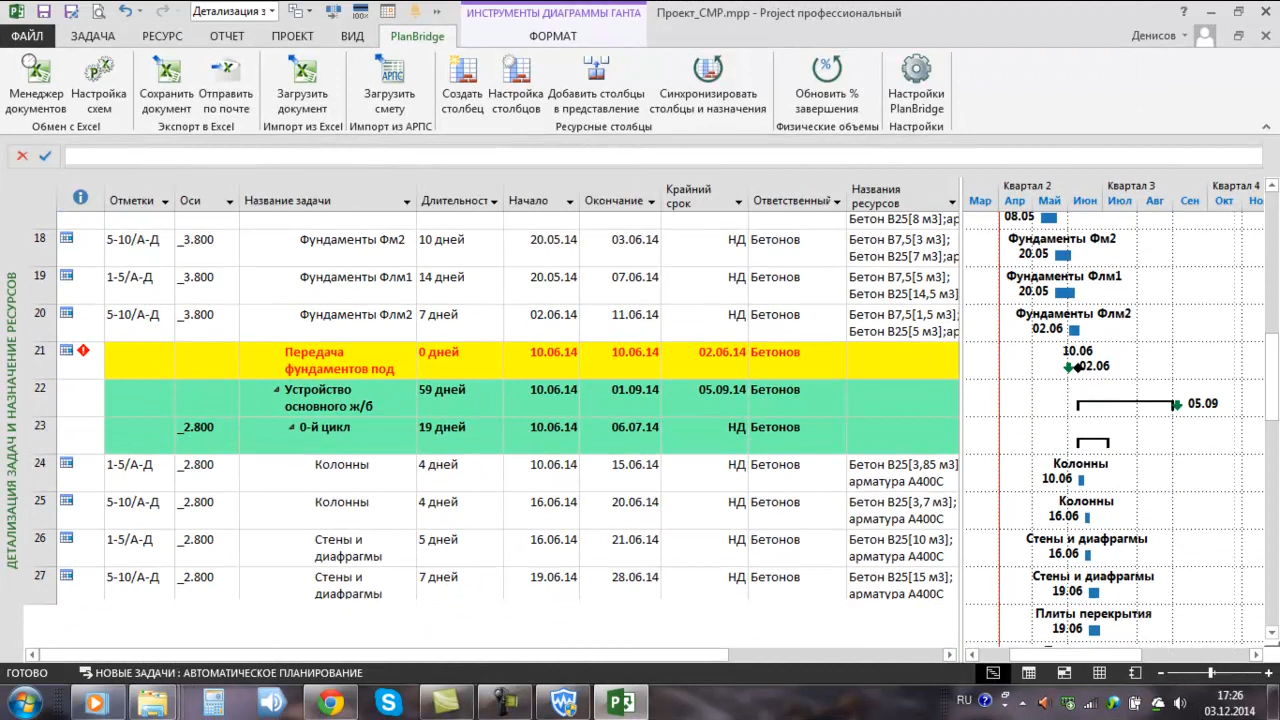 Детализация з
ИНСТРУМЕНТЫ ДИАГРАММЫ ГАНТА
Проект_СМР.mpp - Project профессиональный
ФАЙЛ ЗАДАЧА РЕСУРС ОТЧЕТ ПРОЕКТ ВИД PlanBridge ФОРМАТ Денисов
Менеджер документов
Настройка схем
Сохранить документ
Отправить по почте
Загрузить документ
АРПС
Загрузить смету
Создать столбец
Настройка столбцов
Добавить столбцы в представление
Синхронизировать столбцы и назначения
Обновить % завершения
Настройки PlanBridge
Обмен с Excel Экспорт в Excel Импорт из Excel Импорт из АРПС Ресурсные столбцы Физические объемы Настройки
Отметки Оси Название задачи Длительност Начало Окончание Крайний срок Ответственный Названия ресурсов
Бетон В25[8 м3];ар
18 5-10/А-Д _3.800 Фундаменты Фм2 10 дней 20.05.14 03.06.14 НД Бетонов Бетон В7,5[3 м3];
Бетон В25[7 м3];ар
19 1-5/А-Д _3.800 Фундаменты Флм1 14 дней 20.05.14 07.06.14 НД Бетонов Бетон В7,5[5 м3];
Бетон В25[14,5 м3]
20 5-10/А-Д _3.800 Фундаменты Флм2 7 дней 02.06.14 11.06.14 НД Бетонов Бетон В7,5[1,5 м3];
Бетон В25[5 м3];ар
21 Передача 0 дней 10.06.14 10.06.14 02.06.14 Бетонов
фундаментов под
22 Устройство 59 дней 10.06.14 01.09.14 05.09.14 Бетонов
основного ж/б
23 _2.800 0-й цикл 19 дней 10.06.14 06.07.14 НД Бетонов
24 1-5/А-Д _2.800 Колонны 4 дней 10.06.14 15.06.14 НД Бетонов Бетон В25[3,85 м3]
арматура А400С
25 5-10/А-Д _2.800 Колонны 4 дней 16.06.14 20.06.14 НД Бетонов Бетон В25[3,7 м3];
арматура А400С
26 1-5/А-Д _2.800 Стены и 5 дней 16.06.14 21.06.14 НД Бетонов Бетон В25[10 м3];
диафрагмы арматура А400С
27 5-10/А-Д _2.800 Стены и 7 дней 19.06.14 28.06.14 НД Бетонов Бетон В25[15 м3];
диафрагмы арматура А400С
Квартал 2 Квартал 3 Квартал 4
Мар Апр Май Июн Июл Авг Сен Окт Но
08.05
Фундаменты Фм2
20.05
Фундаменты Флм1
20.05
Фундаменты Флм2
02.06
10.06
02.06
05.09
Колонны
10.06
Колонны
16.06
Стены и диафрагмы
16.06
Стены и диафрагмы
19.06
Плиты перекрытия
19.06
ДЕТАЛИЗАЦИЯ ЗАДАЧ И НАЗНАЧЕНИЕ РЕСУРСОВ
ГОТОВО НОВЫЕ ЗАДАЧИ : АВТОМАТИЧЕСКОЕ ПЛАНИРОВАНИЕ
RU
17:26
03.12.2014